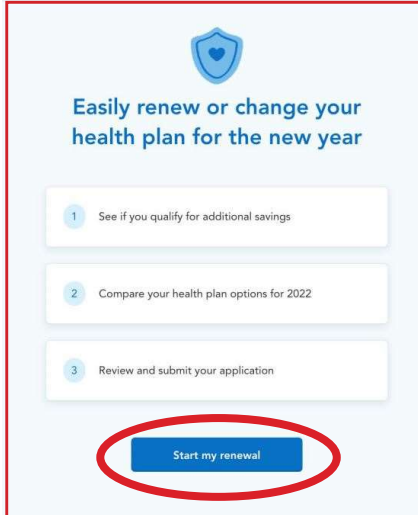 Easily renew or change your
health plan for the new year
1 See if you qualify for additional savings
2 Compare your health plan options for 2022
3 Review and submit your application
Start my renewal